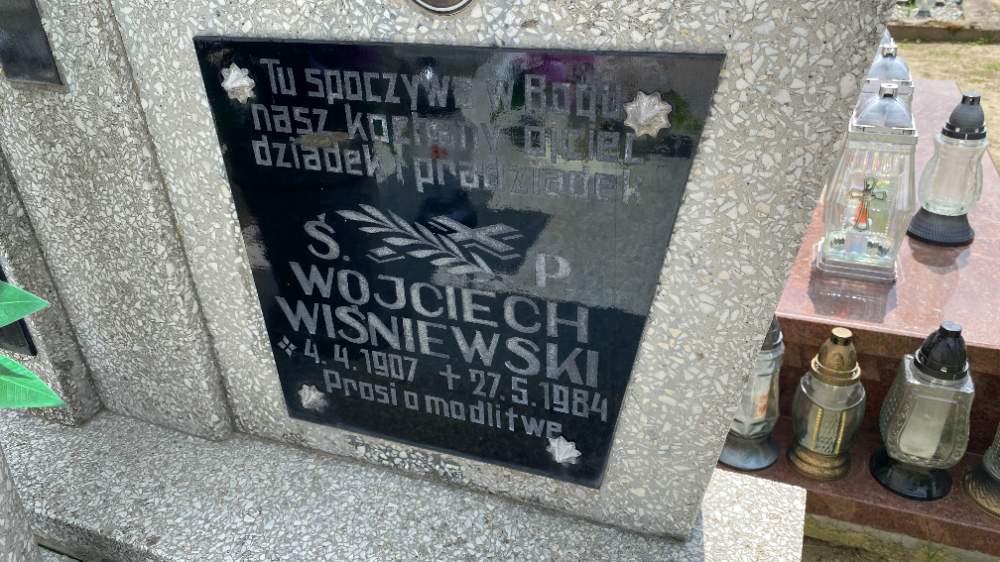 Tu spoczywa w Bogu
nasz kochany ojciec
dziadek i pradziadek
Ś. P
WOJCIECH
WIŚNIEWSKI
* 4.4.1907 + 27.5.1984
Prosi o modlitwę